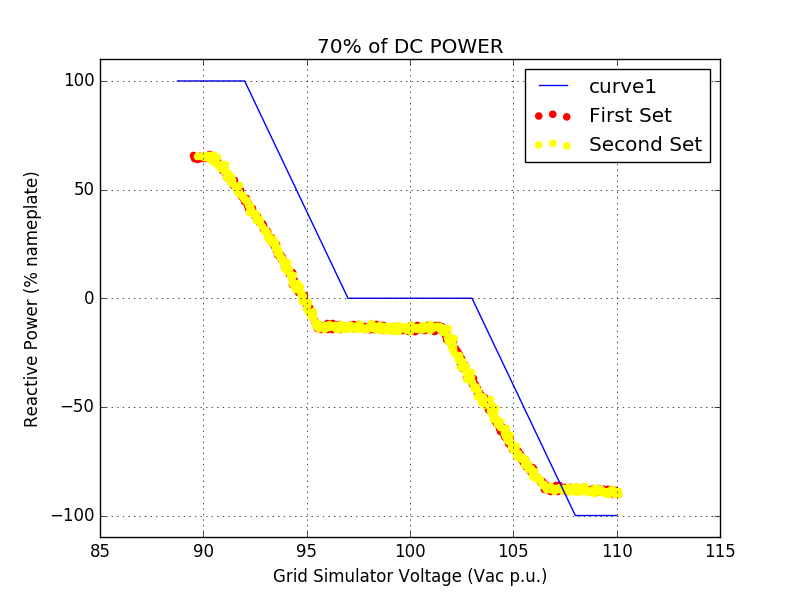 70% of DC POWER
curve1
First Set
Second Set
100
50
0
−50
−100
Reactive Power (% nameplate)
85 90 95 100 105 110 115
Grid Simulator Voltage (Vac p.u.)